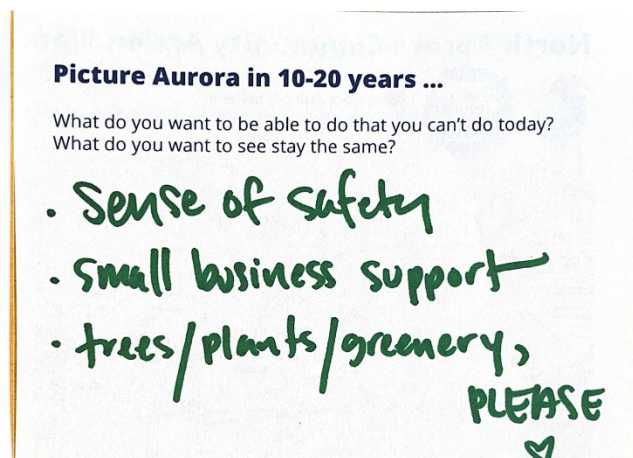 Picture Aurora in 10-20 years ...
What do you want to be able to do that you can't do today?
What do you want to see stay the same?
• sense of safety
• small business support
• trees/plants/greenery,
PLEASE
♡